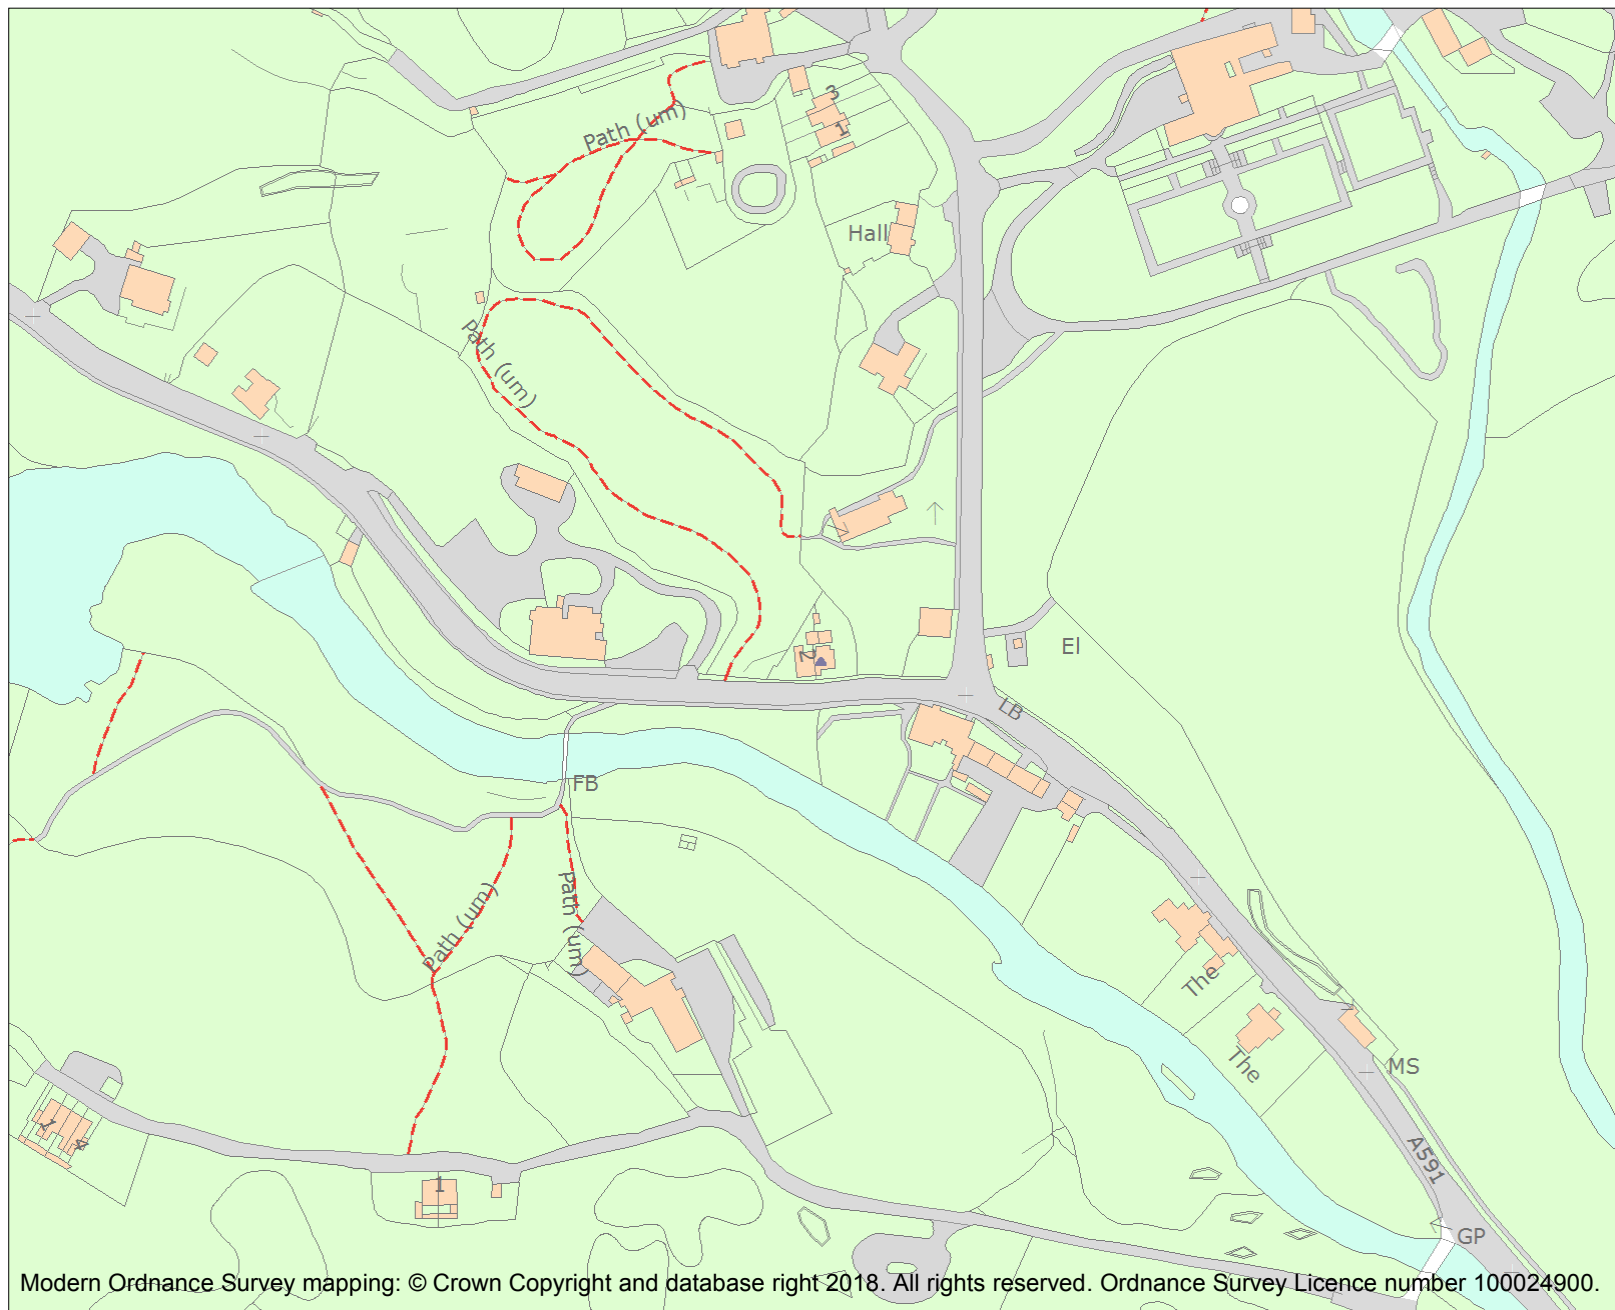 Path (um)
3
1
Hall
Path (um)
2
El
LB
FB
Path (um)
Path (um)
The
The
MS
1
4
A591
1
GP
Modern Ordnance Survey mapping: © Crown Copyright and database right 2018. All rights reserved. Ordnance Survey Licence number 100024900.